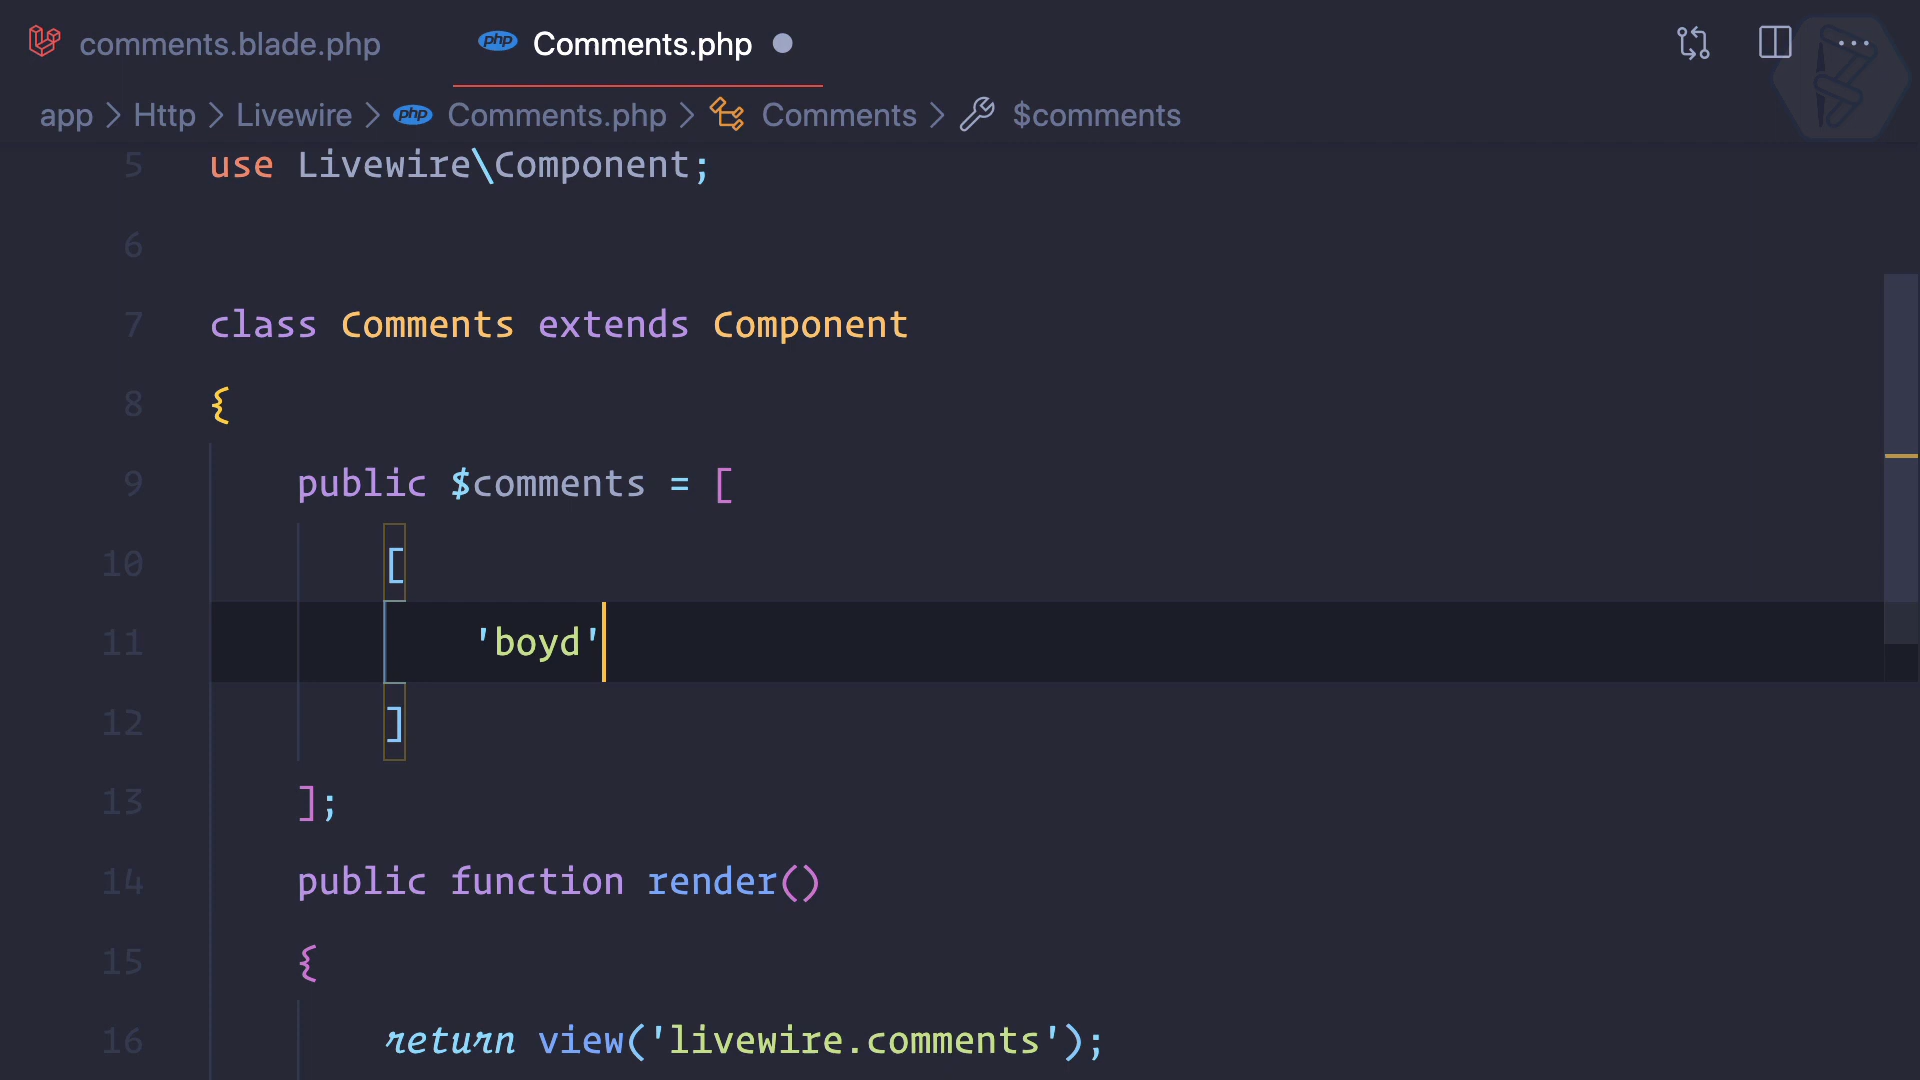 comments.blade.php
php Comments.php
app > Http > Livewire > php Comments.php > Comments > $comments
5 use Livewire\Component;
6
7 class Comments extends Component
8 {
9 public $comments = [
10 [
11 'boyd'
12 ]
13 ];
14 public function render()
15 {
16 return view('livewire.comments');